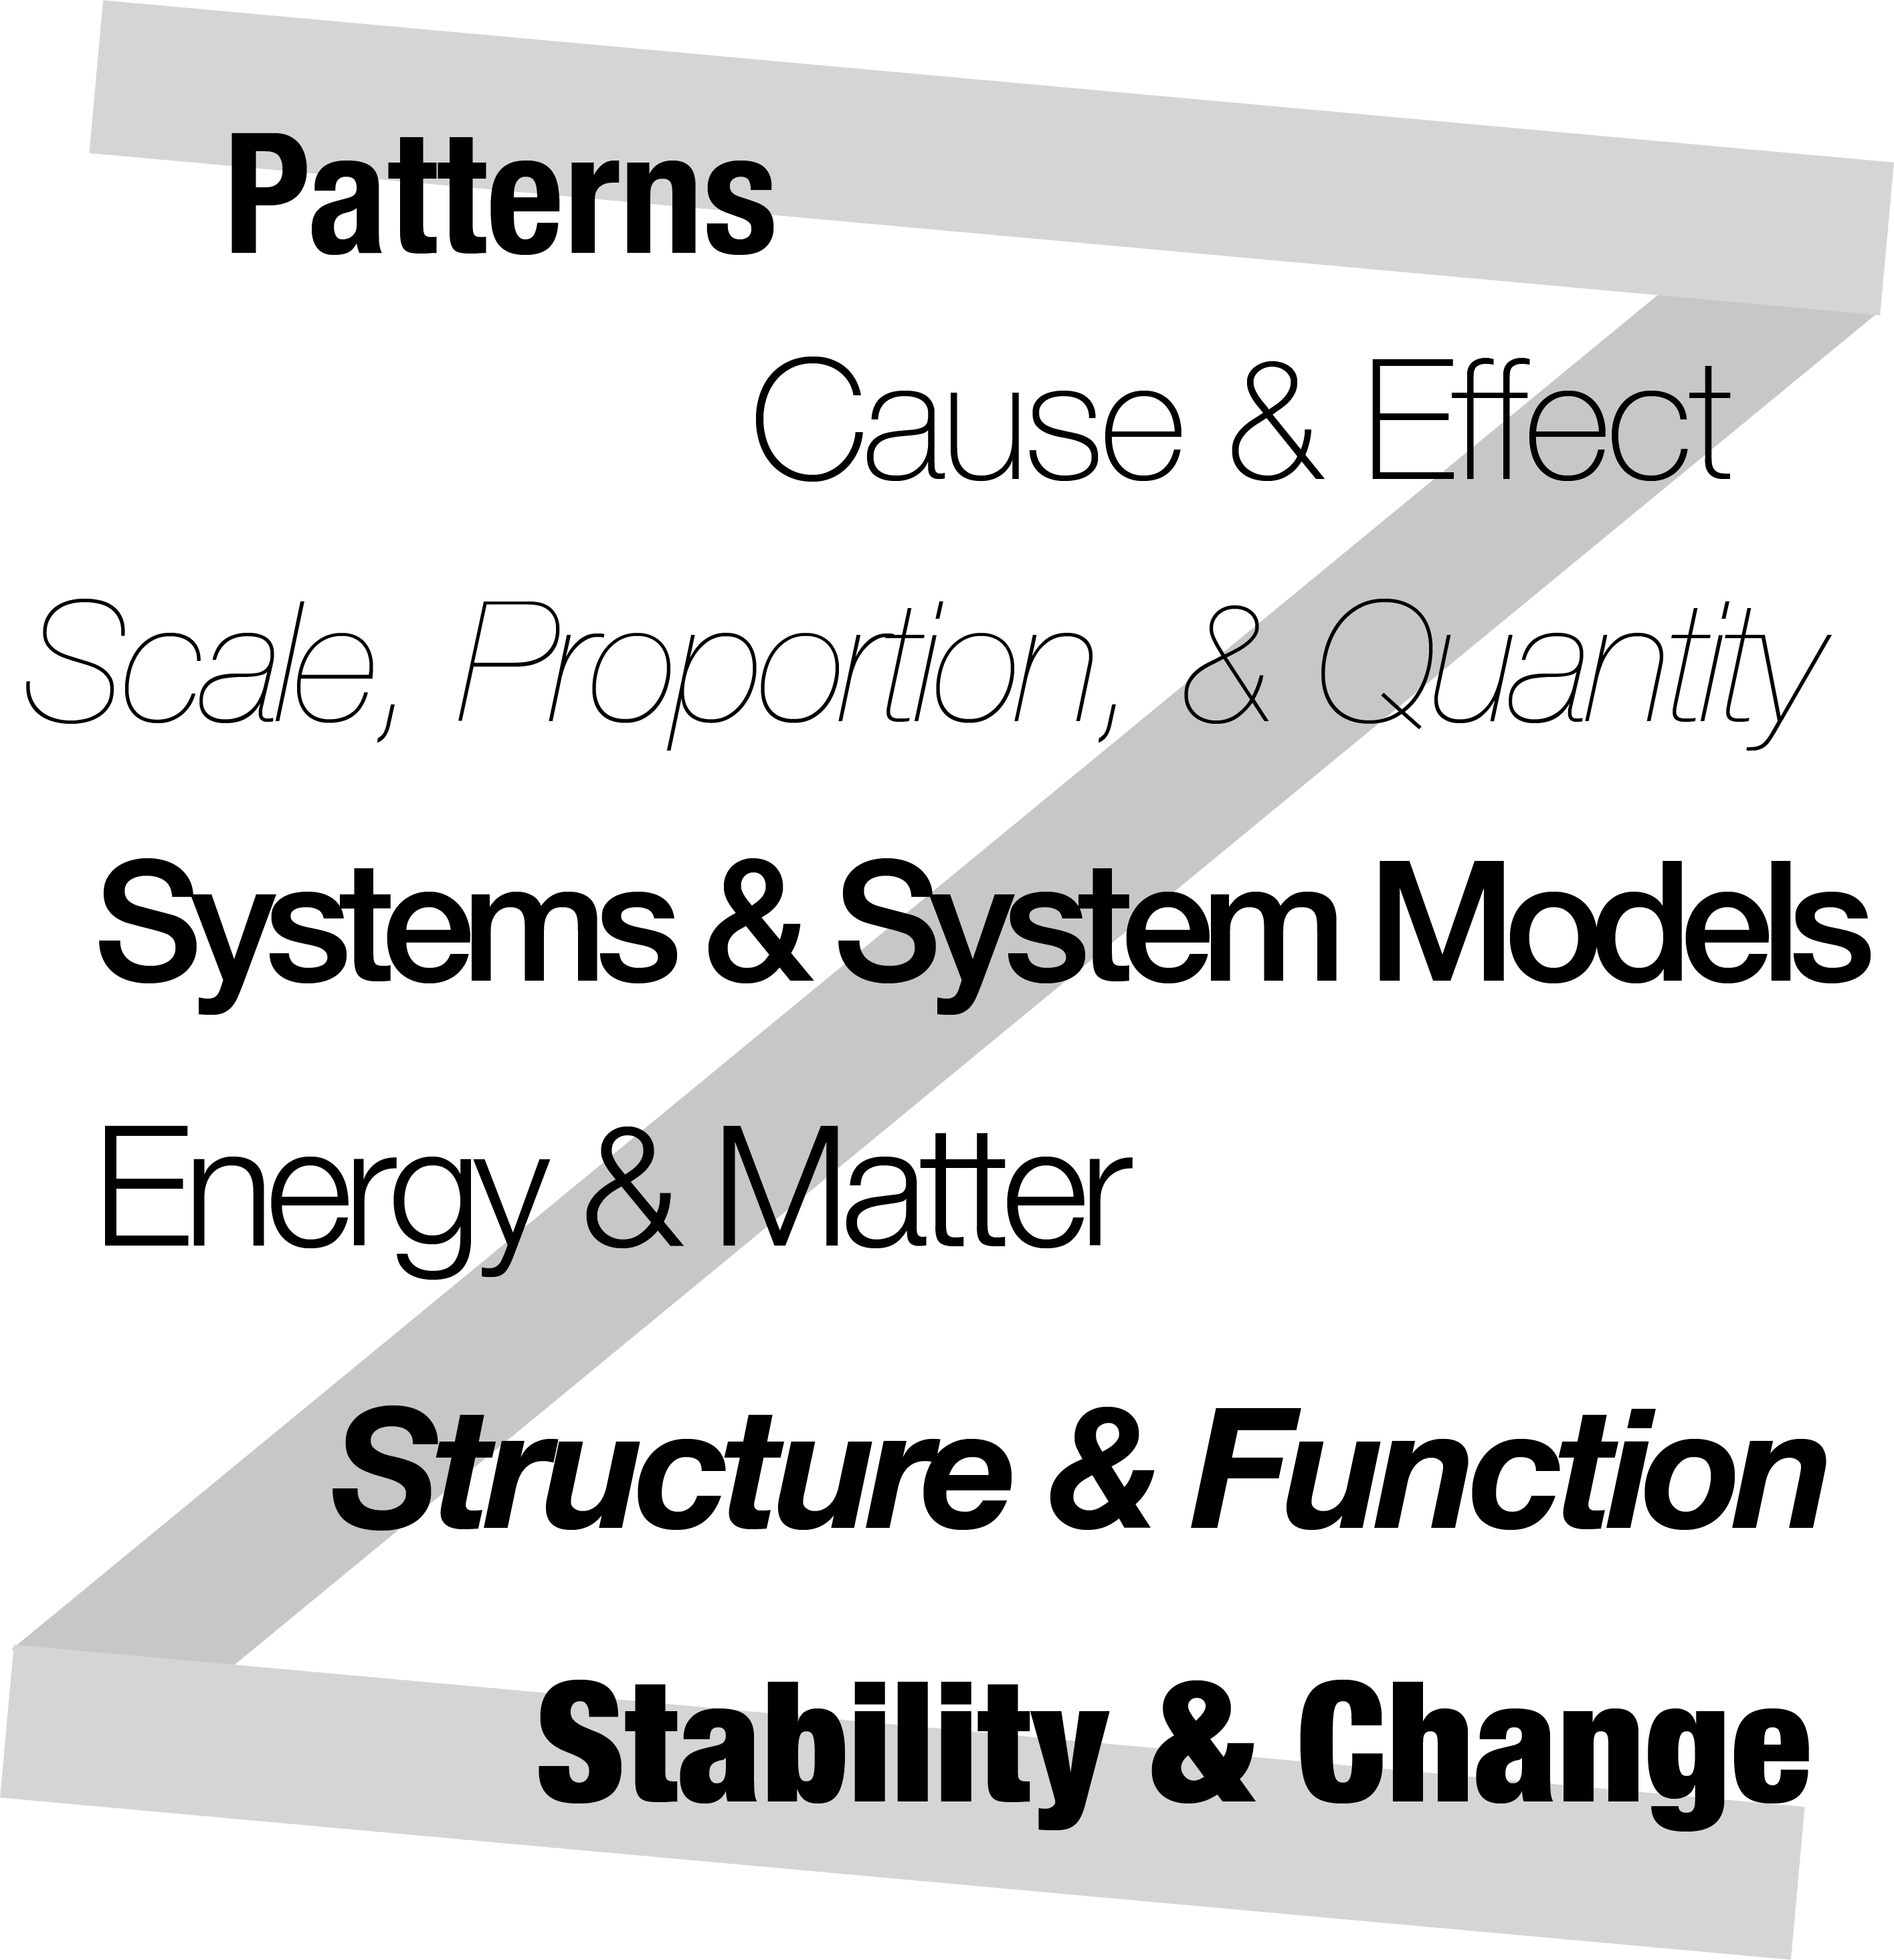 Patterns
Cause & Effect
Scale, Proportion, & Quantity
Systems & System Models
Energy & Matter
Structure & Function
Stability & Change